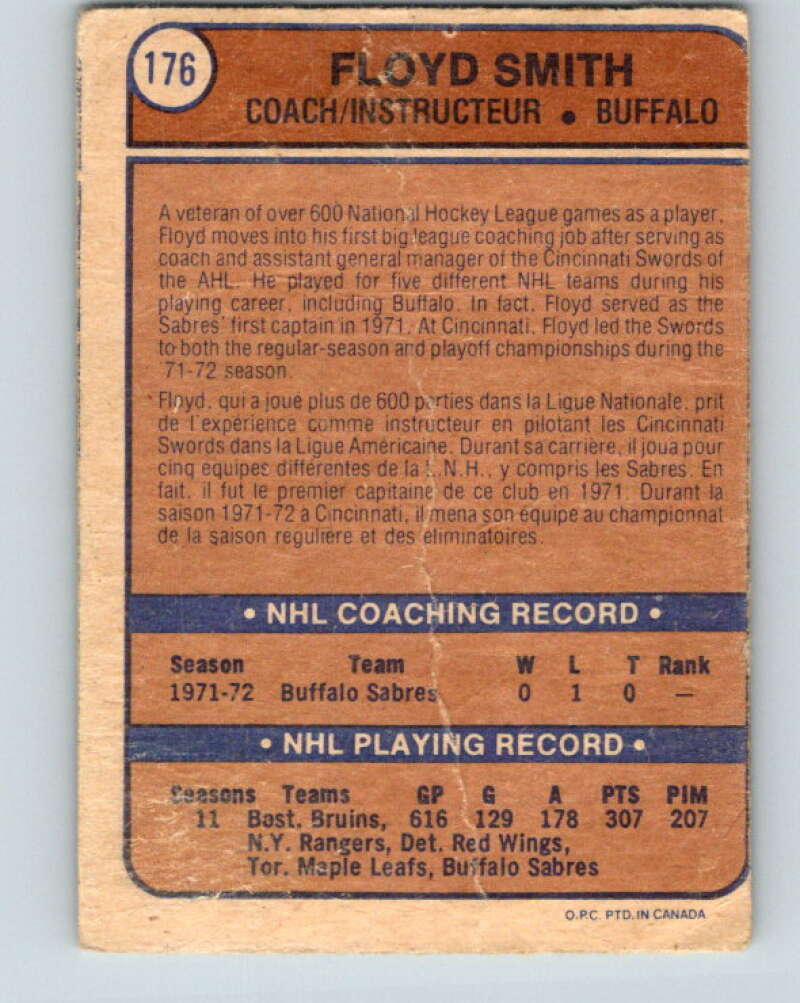 176
FLOYD SMITH
COACH/INSTRUCTEUR • BUFFALO
A veteran of over 600 National Hockey League games as a player,
Floyd moves into his first big league coaching job after serving as
coach and assistant general manager of the Cincinnati Swords of
the AHL. He played for five different NHL teams during his
playing career, including Buffalo. In fact, Floyd served as the
Sabres' first captain in 1971. At Cincinnati, Floyd led the Swords
to both the regular-season and playoff championships during the
'71-72 season.
Floyd, qui a joué plus de 600 parties dans la Ligue Nationale, prit
de l'expérience comme instructeur en pilotant les Cincinnati
Swords dans la Ligue Américaine. Durant sa carrière, il joua pour
cinq équipes différentes de la L.N.H., y compris les Sabres. En
fait, il fut le premier capitaine de ce club en 1971. Durant la
saison 1971-72 à Cincinnati, il mena son équipe au championnat
de la saison régulière et des éliminatoires.
• NHL COACHING RECORD •
Season Team W L T Rank
1971-72 Buffalo Sabres 0 1 0 —
• NHL PLAYING RECORD •
Seasons Teams GP G A PTS PIM
11 Bost. Bruins, 616 129 178 307 207
N.Y. Rangers, Det. Red Wings,
Tor. Maple Leafs, Buffalo Sabres
O.P.C. PTD. IN CANADA